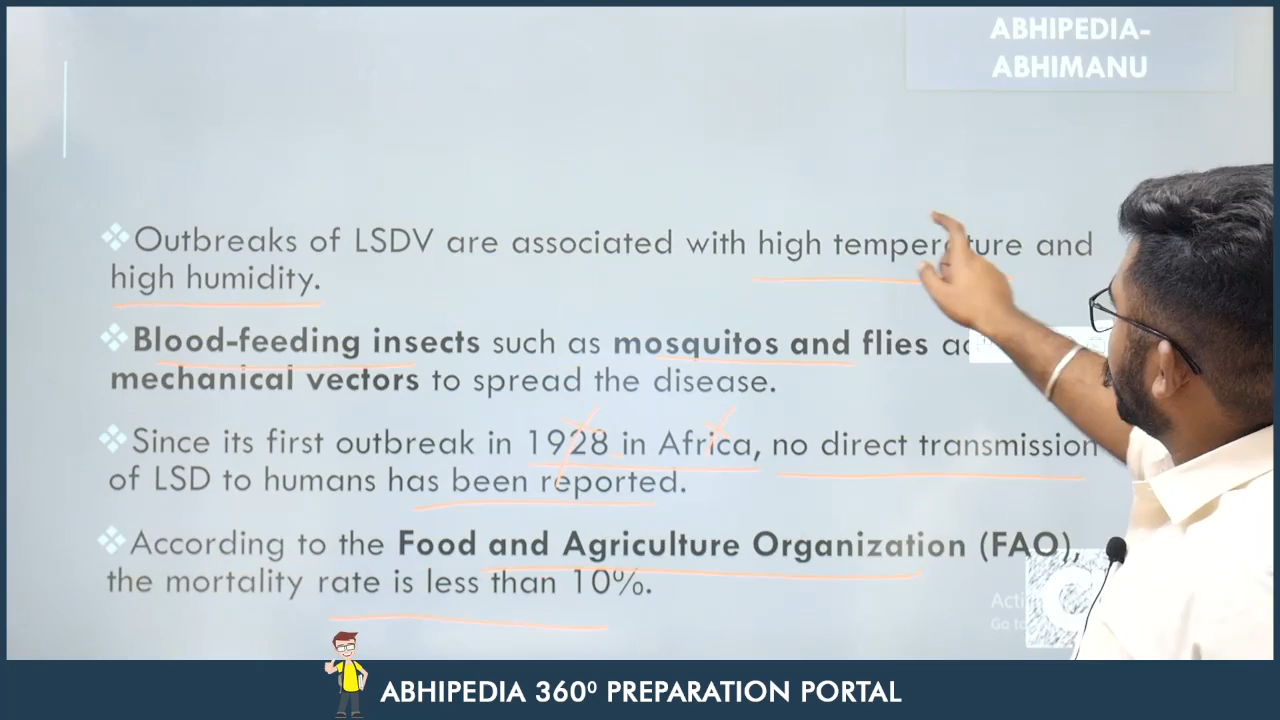 ABHIPEDIA-
ABHIMANU
❖Outbreaks of LSDV are associated with high temperature and
high humidity.
❖Blood-feeding insects such as mosquitos and flies
mechanical vectors to spread the disease.
❖Since its first outbreak in 1928 in Africa, no direct transmission
of LSD to humans has been reported.
❖According to the Food and Agriculture Organization (FAO),
the mortality rate is less than 10%.
Go to
ABHIPEDIA 360⁰ PREPARATION PORTAL